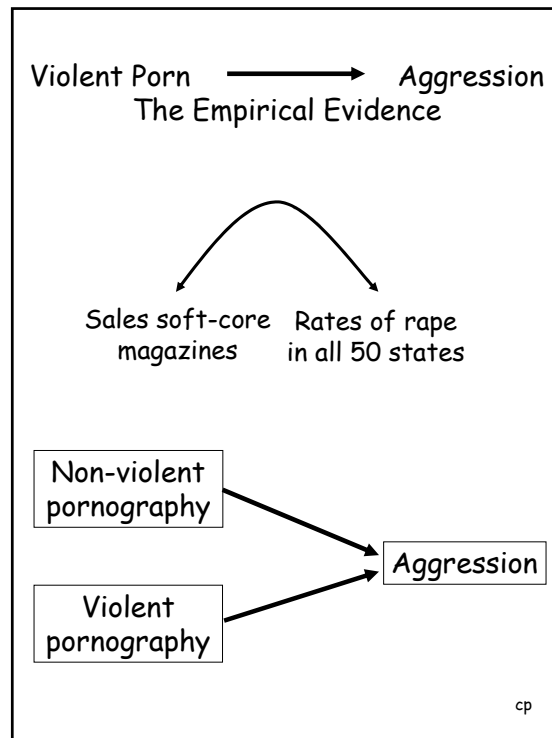 Violent Porn Aggression
The Empirical Evidence
Sales soft-core
magazines
Rates of rape
in all 50 states
Non-violent
pornography
Aggression
Violent
pornography
cp